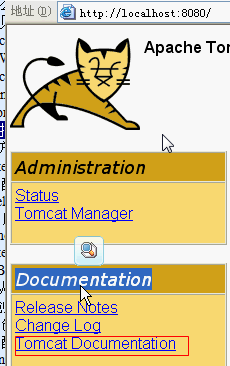 地址(D) http://localhost:8080/
Apache Tom
Administration
Status
Tomcat Manager
Documentation
Release Notes
Change Log
Tomcat Documentation